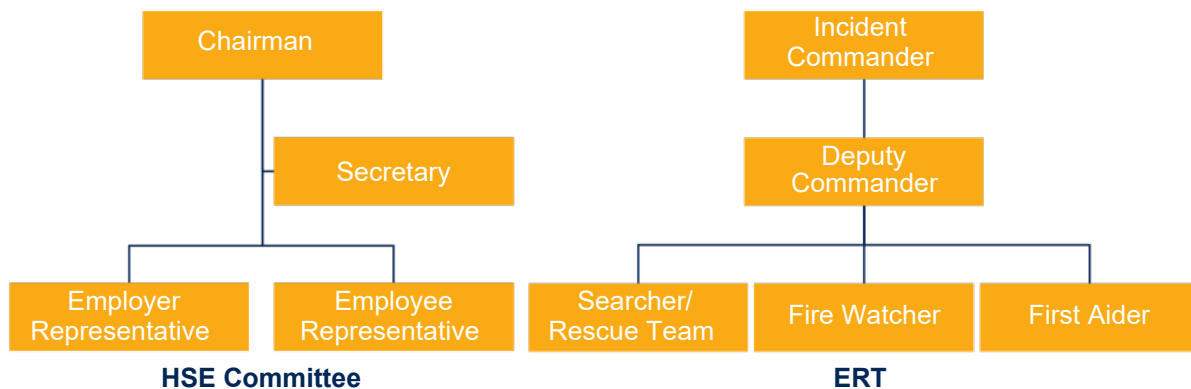 Chairman
Secretary
Employer
Representative
Employee
Representative
HSE Committee
Incident
Commander
Deputy
Commander
Searcher/
Rescue Team
Fire Watcher
First Aider
ERT